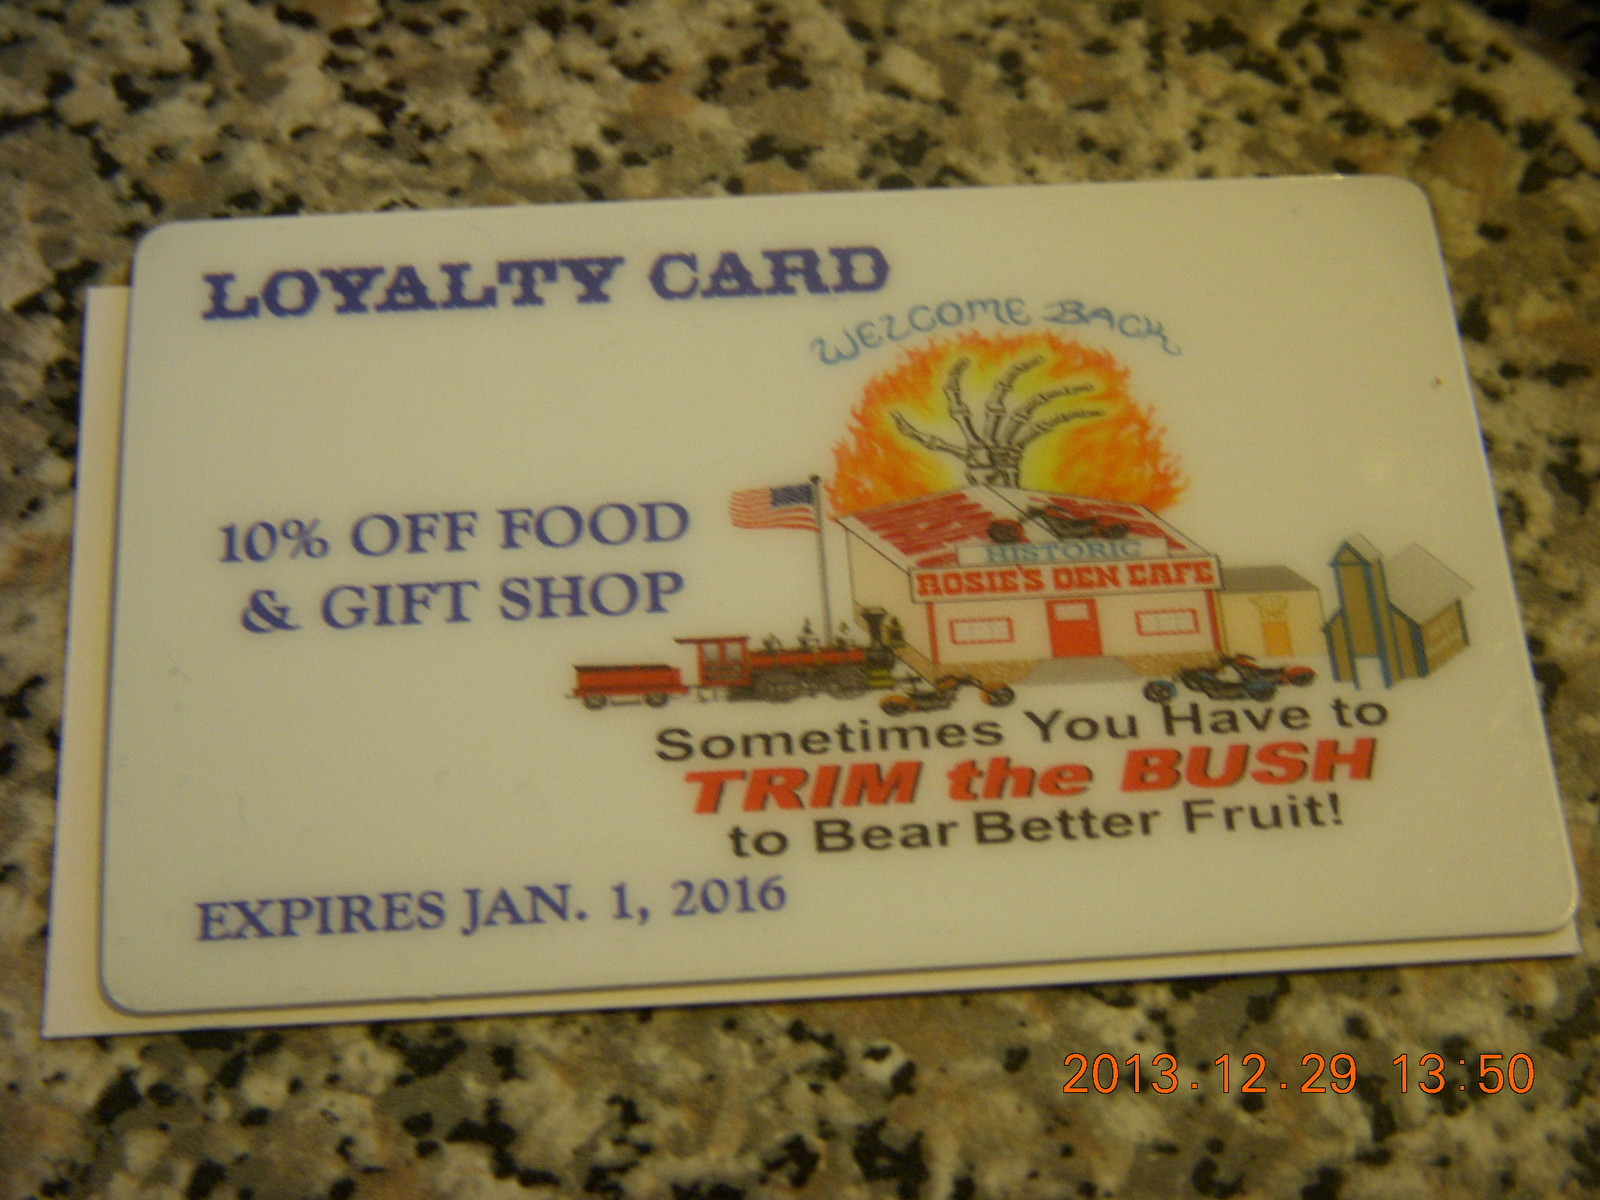 LOYALTY CARD
WELCOME BACK
10% OFF FOOD
& GIFT SHOP
HISTORIC
ROSIE'S DEN CAFE
Sometimes You Have to
TRIM the BUSH
to Bear Better Fruit!
EXPIRES JAN. 1, 2016
2013.12.29 13:50